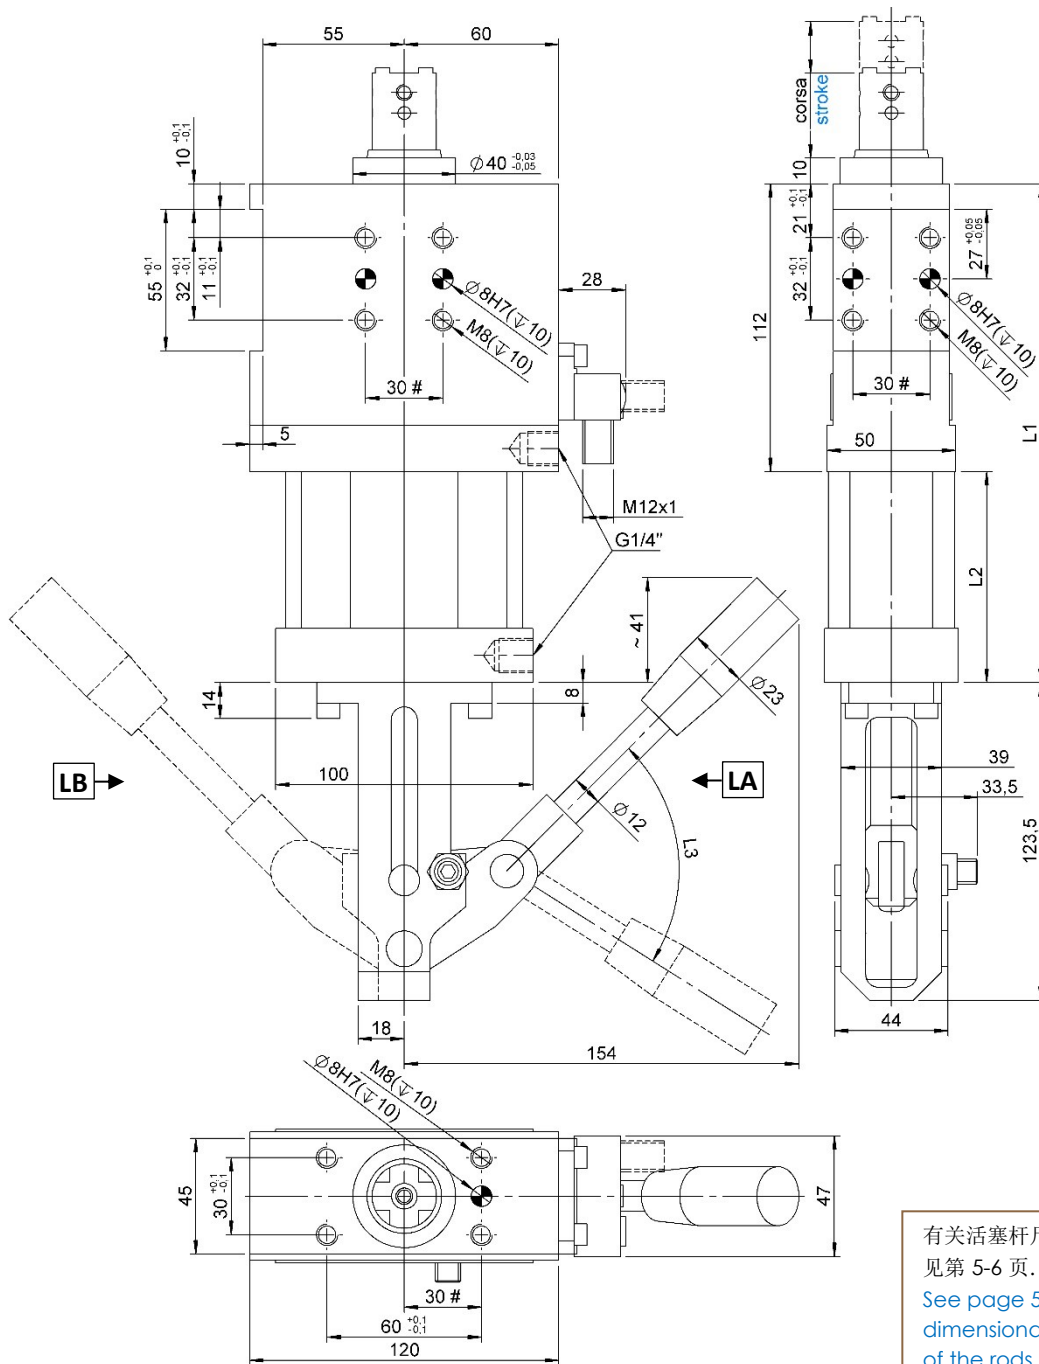 55
60
corsa
stroke
10 +0,1 -0,1
Ø40 -0,03 -0,05
10
21 +0,1 -0,1
27 +0,05 -0,05
55 +0,1 0
32 +0,1 -0,1
11 +0,1 -0,1
28
32 +0,1 -0,1
Ø8H7(↧10)
M8(↧10)
Ø8H7(↧10)
M8(↧10)
112
30 #
30 #
L1
5
50
M12x1
G1/4"
L2
~ 41
14
8
Ø23
LB
100
LA
39
33,5
Ø12
L3
123,5
18
44
154
Ø8H7(↧10)
M8(↧10)
45
30 +0,1 -0,1
47
30 #
60 +0,1 -0,1
120
有关活塞杆
见第 5-6 页.
See page 5
dimensiona
of the rods